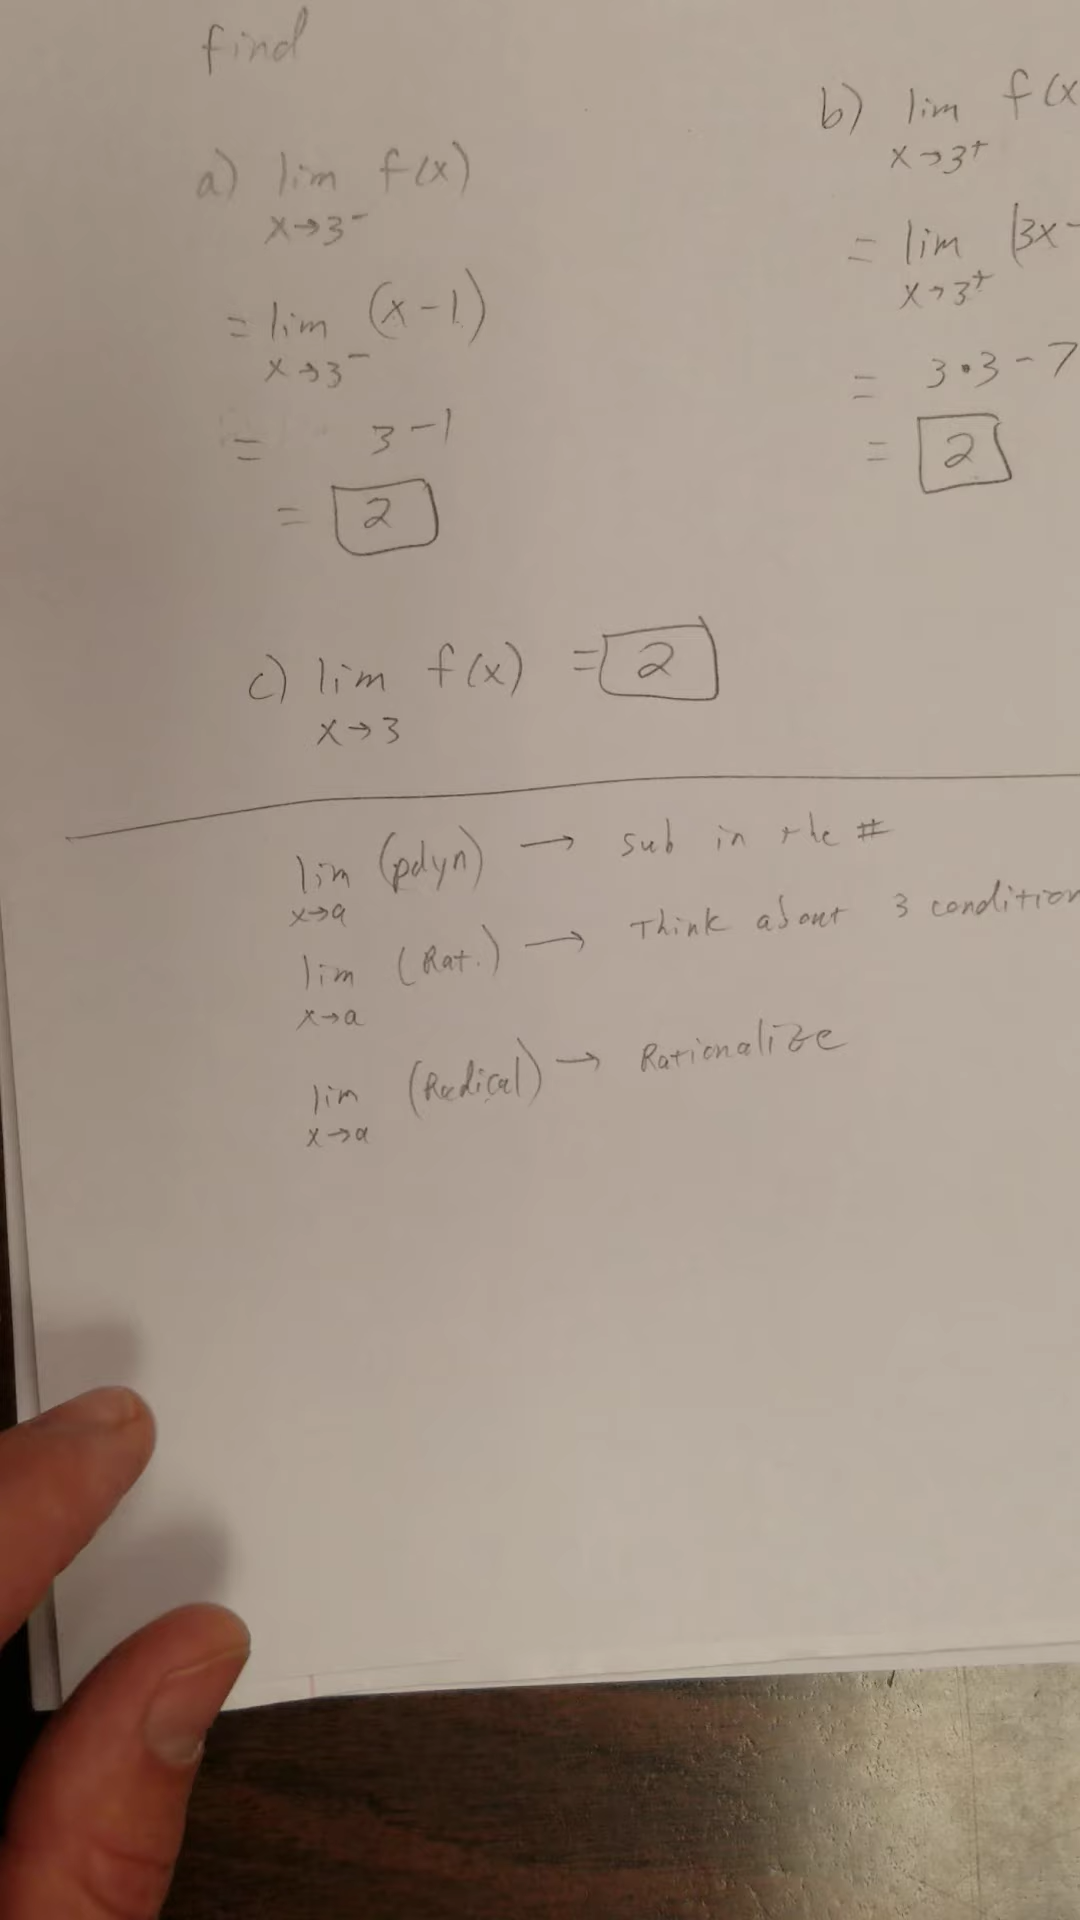 find
a) lim f(x)
x→3⁻
= lim (x-1)
x→3⁻
= 3-1
= 2
b) lim f(x
x→3⁺
= lim (3x-
x→3⁺
= 3•3-7
= 2
c) lim f(x) = 2
x→3
lim (polyn) → sub in the #
x→a
lim (Rat.) → Think about 3 condition
x→a
lim (Radical) → Rationalize
x→a